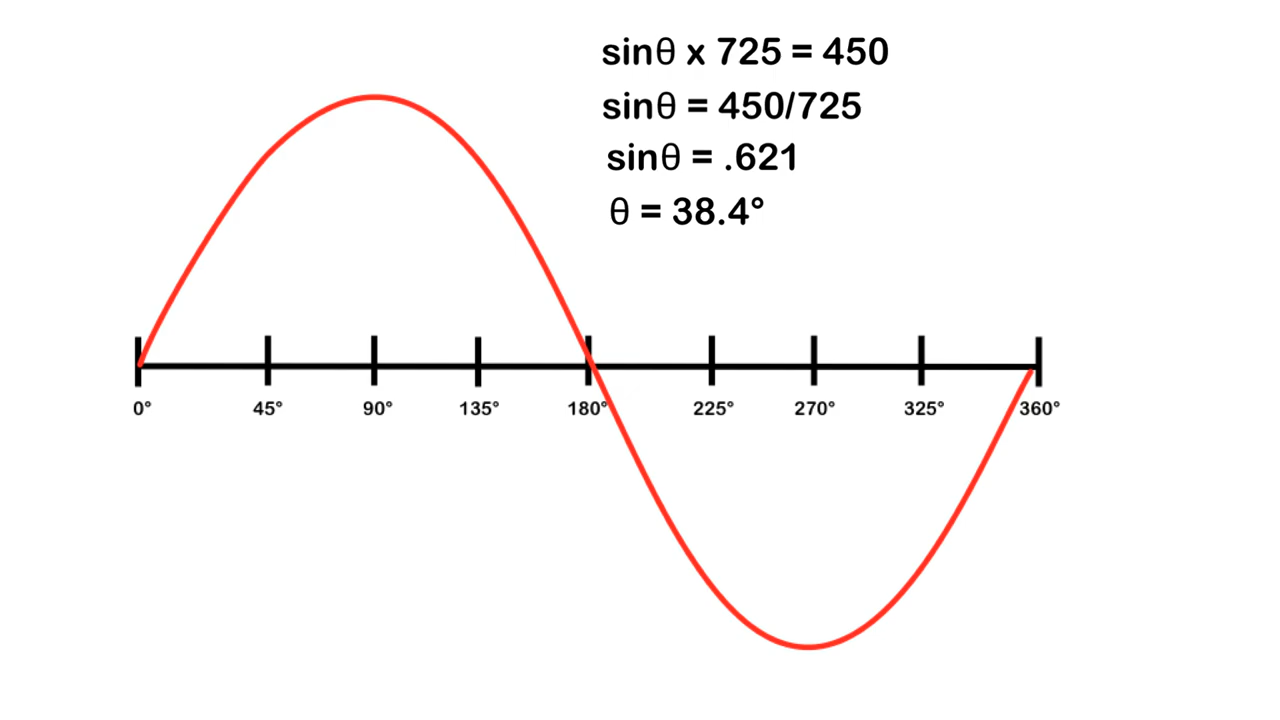 sinθ x 725 = 450
sinθ = 450/725
sinθ = .621
θ = 38.4°
0° 45° 90° 135° 180° 225° 270° 325° 360°